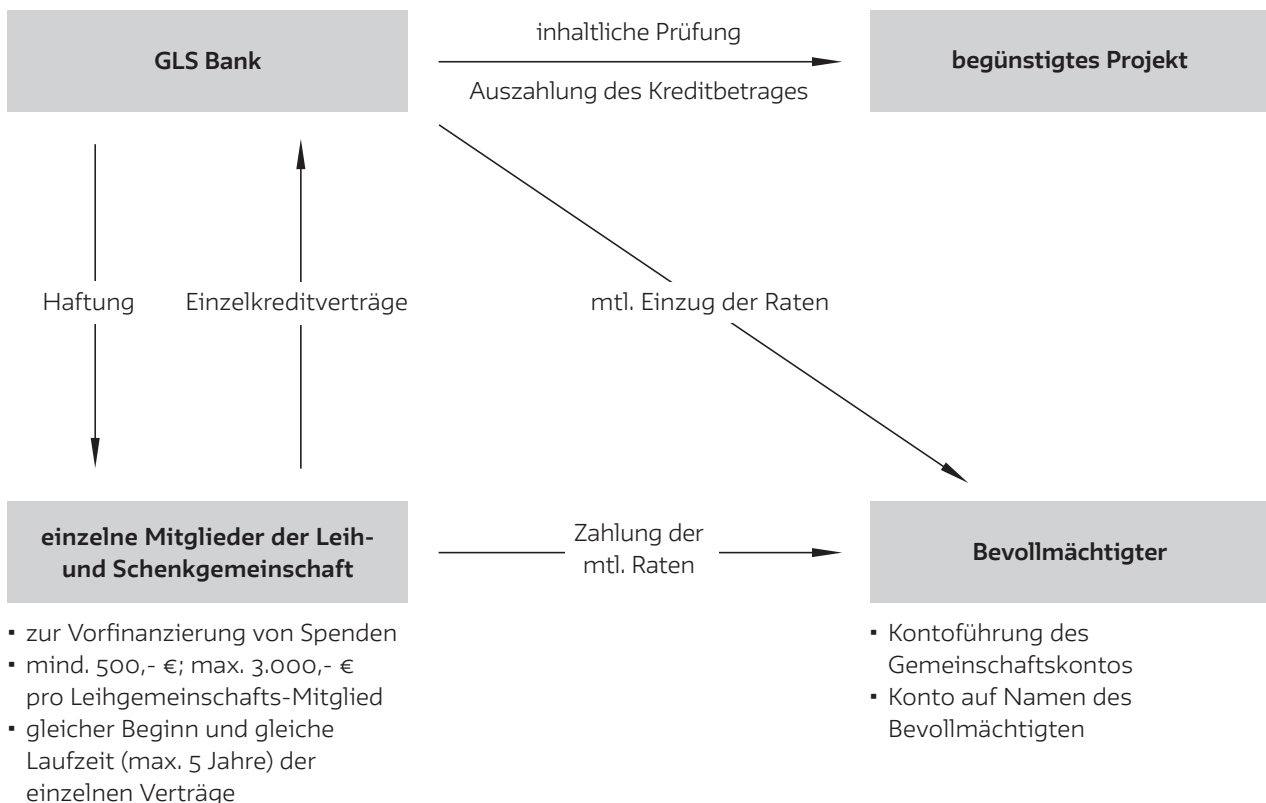 GLS Bank
inhaltliche Prüfung
Auszahlung des Kreditbetrages
begünstigtes Projekt
Haftung
Einzelkreditverträge
mtl. Einzug der Raten
einzelne Mitglieder der Leih-
und Schenkgemeinschaft
Zahlung der
mtl. Raten
Bevollmächtigter
▪ zur Vorfinanzierung von Spenden
▪ mind. 500,- €; max. 3.000,- €
pro Leihgemeinschafts-Mitglied
▪ gleicher Beginn und gleiche
Laufzeit (max. 5 Jahre) der
einzelnen Verträge
▪ Kontoführung des
Gemeinschaftskontos
▪ Konto auf Namen des
Bevollmächtigten